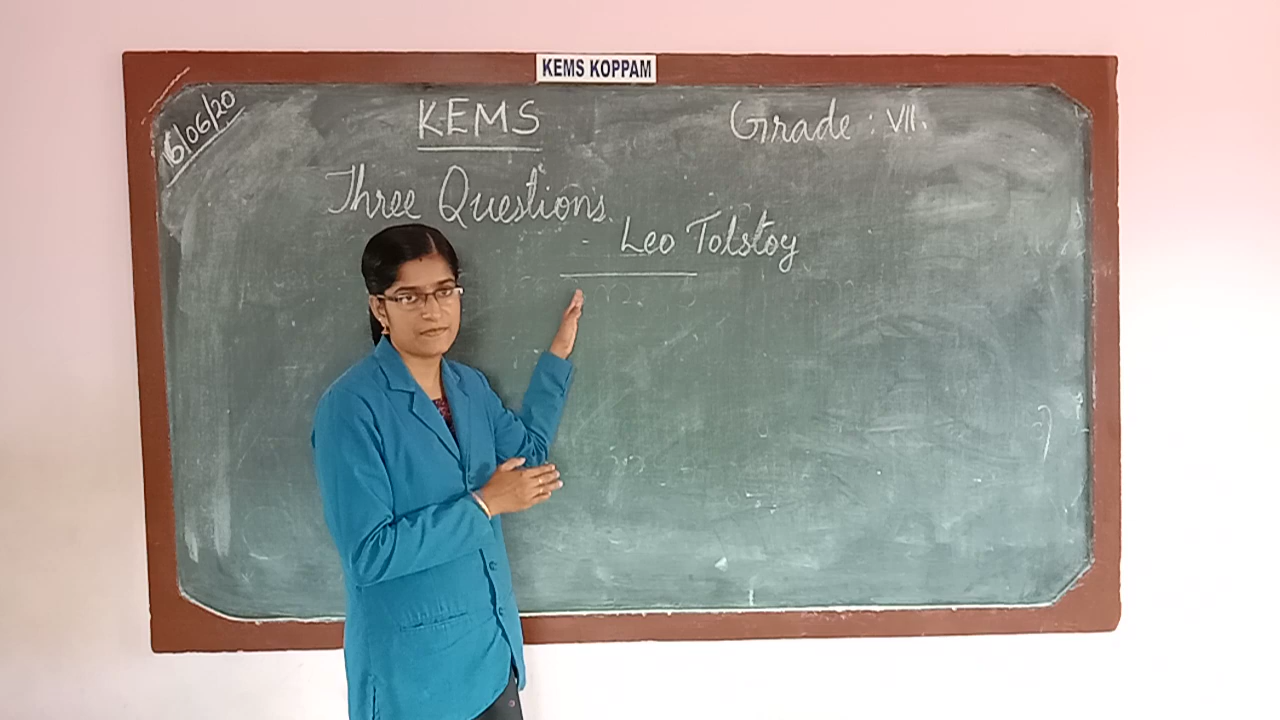 KEMS KOPPAM
16/06/20
KEMS
Grade : VII.
Three Questions.
- Leo Tolstoy